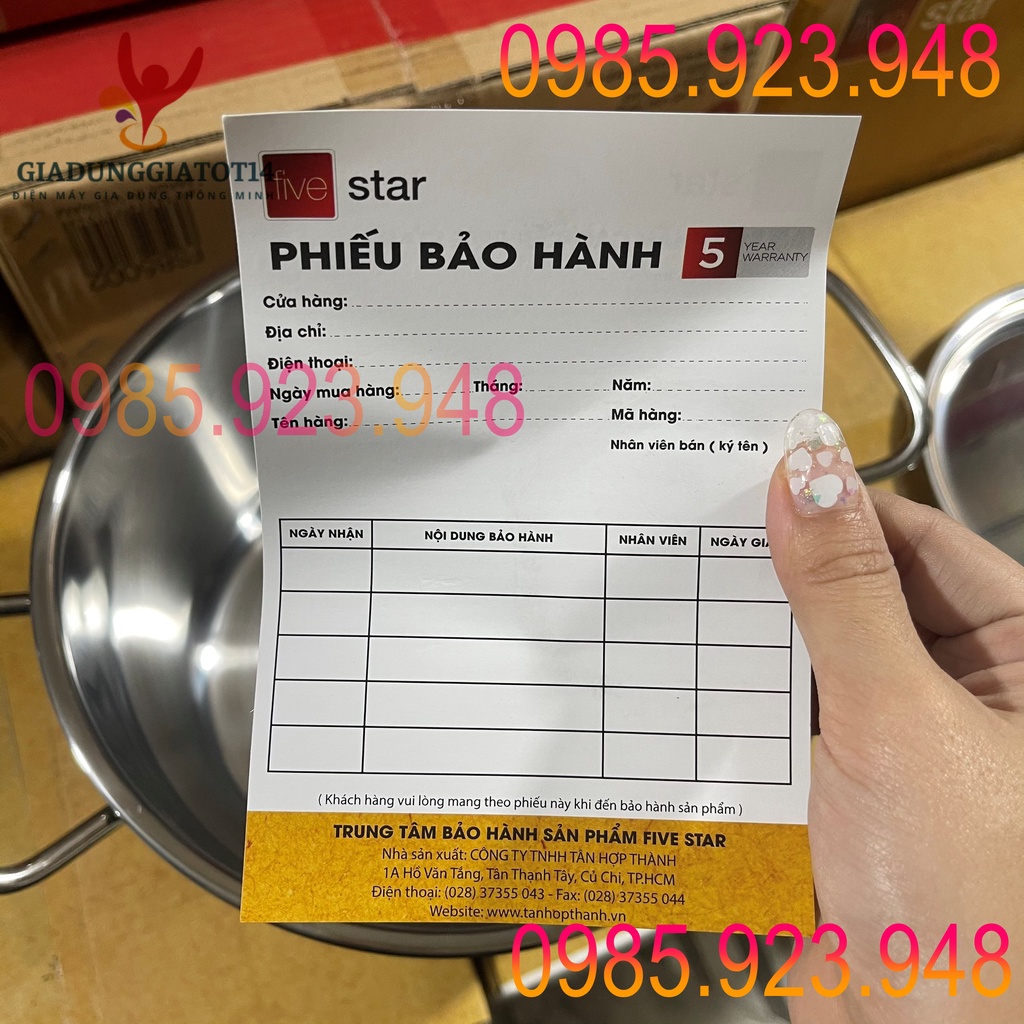 0985.923.948
GIADUNGGIATOT14
ĐIỆN MÁY GIA DỤNG THÔNG MINH
five star
PHIẾU BẢO HÀNH 5 YEAR WARRANTY
Cửa hàng:
Địa chỉ:
Điện thoại:
0985.923.948
Ngày mua hàng: Tháng: Năm:
Tên hàng: Mã hàng:
Nhân viên bán ( ký tên )
NGÀY NHẬN NỘI DUNG BẢO HÀNH NHÂN VIÊN NGÀY GIA
( Khách hàng vui lòng mang theo phiếu này khi đến bảo hành sản phẩm )
TRUNG TÂM BẢO HÀNH SẢN PHẨM FIVE STAR
Nhà sản xuất: CÔNG TY TNHH TÂN HỢP THÀNH
1A Hồ Văn Tắng, Tân Thạnh Tây, Củ Chi, TP.HCM
Điện thoại: (028) 37355 043 - Fax: (028) 37355 044
Website: www.tanhopthanh.vn
0985.923.948